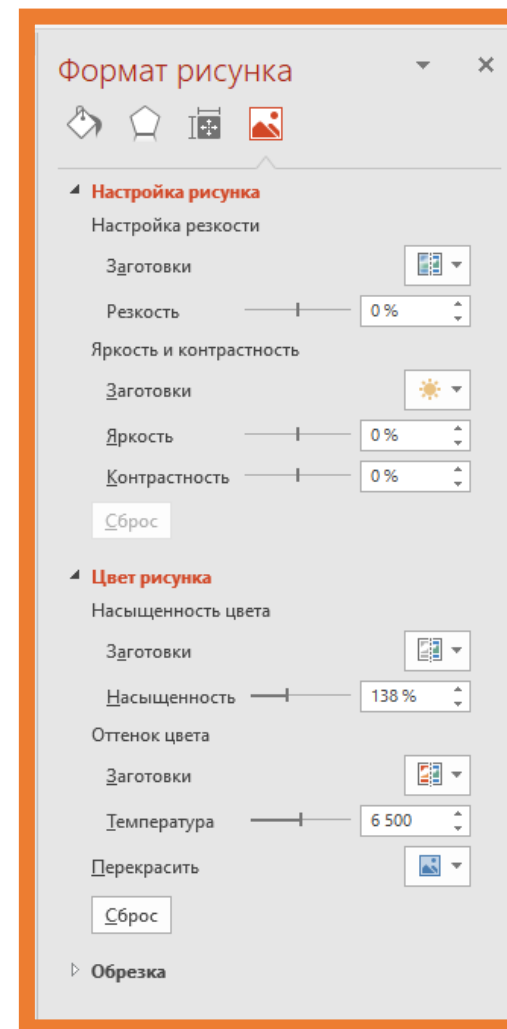 Формат рисунка
Настройка рисунка
Настройка резкости
Заготовки
Резкость 0 %
Яркость и контрастность
Заготовки
Яркость 0 %
Контрастность 0 %
Сброс
Цвет рисунка
Насыщенность цвета
Заготовки
Насыщенность 138 %
Оттенок цвета
Заготовки
Температура 6 500
Перекрасить
Сброс
Обрезка